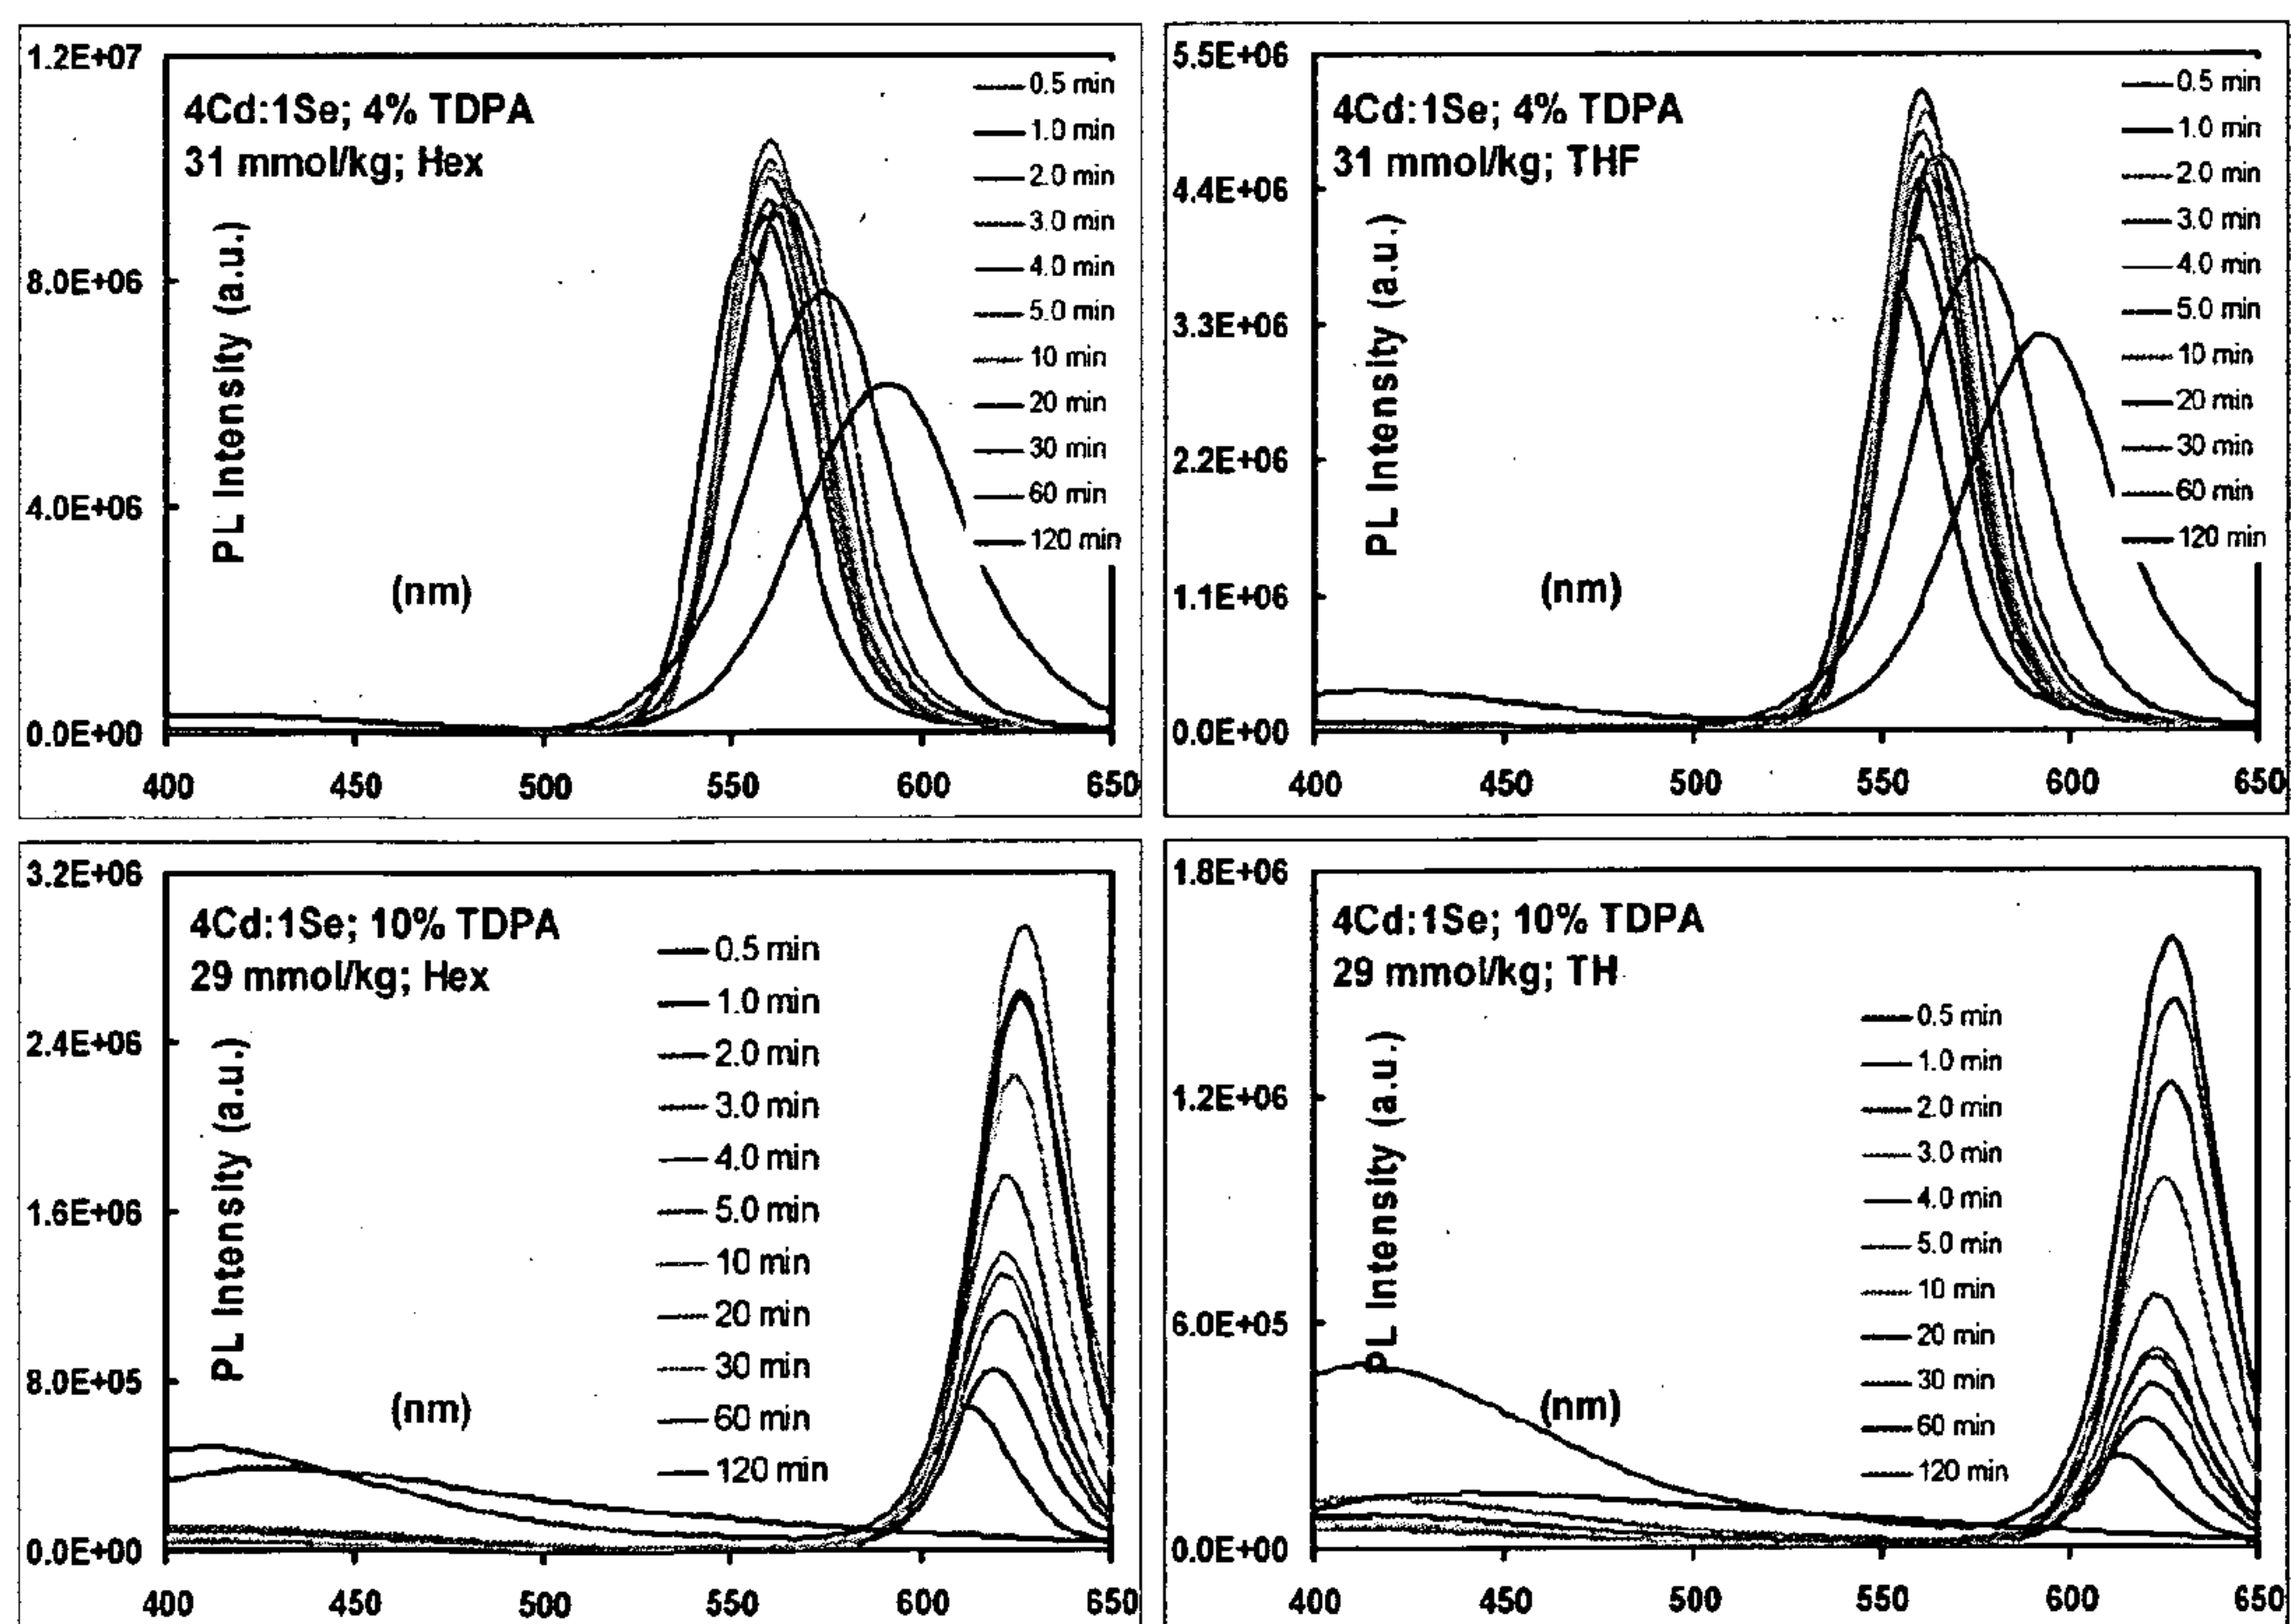 1.2E+07
8.0E+06
4.0E+06
0.0E+00
4Cd:1Se; 4% TDPA
31 mmol/kg; Hex
PL Intensity (a.u.)
(nm)
0.5 min
1.0 min
2.0 min
3.0 min
4.0 min
5.0 min
10 min
20 min
30 min
60 min
120 min
400 450 500 550 600 650
5.5E+06
4.4E+06
3.3E+06
2.2E+06
1.1E+06
0.0E+00
4Cd:1Se; 4% TDPA
31 mmol/kg; THF
PL Intensity (a.u.)
(nm)
0.5 min
1.0 min
2.0 min
3.0 min
4.0 min
5.0 min
10 min
20 min
30 min
60 min
120 min
400 450 500 550 600 650
3.2E+06
2.4E+06
1.6E+06
8.0E+05
0.0E+00
4Cd:1Se; 10% TDPA
29 mmol/kg; Hex
PL Intensity (a.u.)
(nm)
0.5 min
1.0 min
2.0 min
3.0 min
4.0 min
5.0 min
10 min
20 min
30 min
60 min
120 min
400 450 500 550 600 650
1.8E+06
1.2E+06
6.0E+05
0.0E+00
4Cd:1Se; 10% TDPA
29 mmol/kg; TH
PL Intensity (a.u.)
(nm)
0.5 min
1.0 min
2.0 min
3.0 min
4.0 min
5.0 min
10 min
20 min
30 min
60 min
120 min
400 450 500 550 600 650